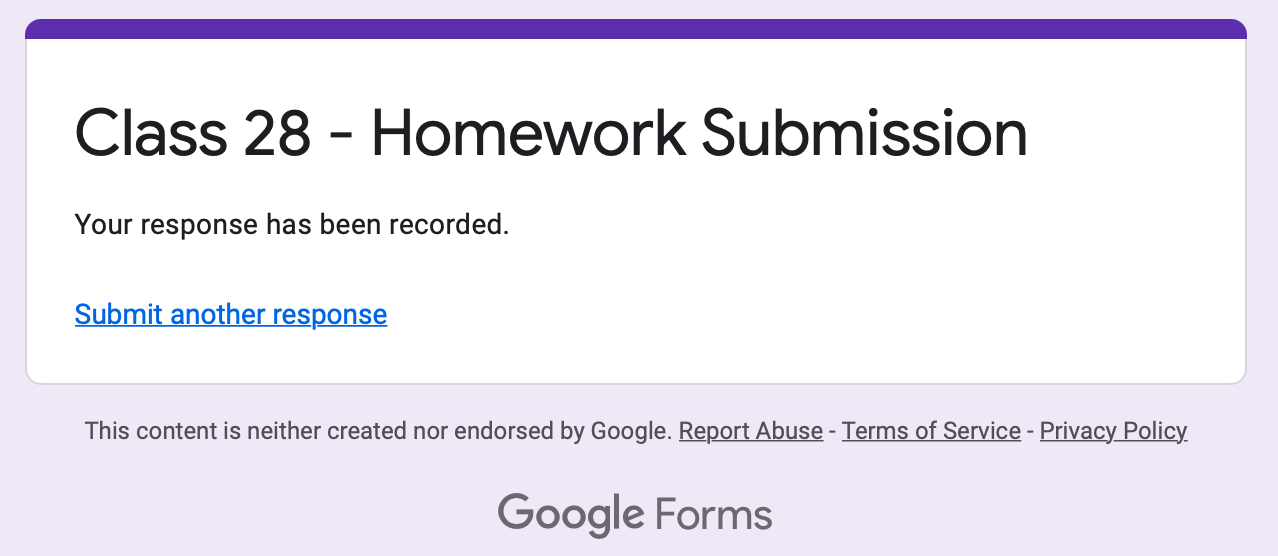 Class 28 - Homework Submission
Your response has been recorded.
Submit another response
This content is neither created nor endorsed by Google. Report Abuse - Terms of Service - Privacy Policy
Google Forms